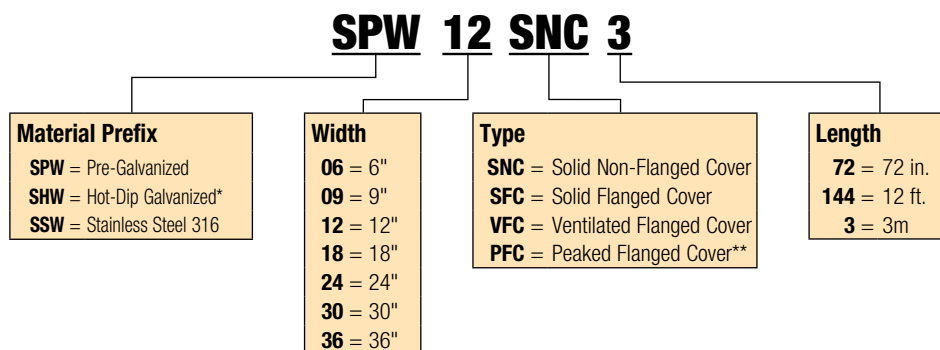 SPW 12 SNC 3
Material Prefix
SPW = Pre-Galvanized
SHW = Hot-Dip Galvanized*
SSW = Stainless Steel 316
Width
06 = 6"
09 = 9"
12 = 12"
18 = 18"
24 = 24"
30 = 30"
36 = 36"
Type
SNC = Solid Non-Flanged Cover
SFC = Solid Flanged Cover
VFC = Ventilated Flanged Cover
PFC = Peaked Flanged Cover**
Length
72 = 72 in.
144 = 12 ft.
3 = 3m